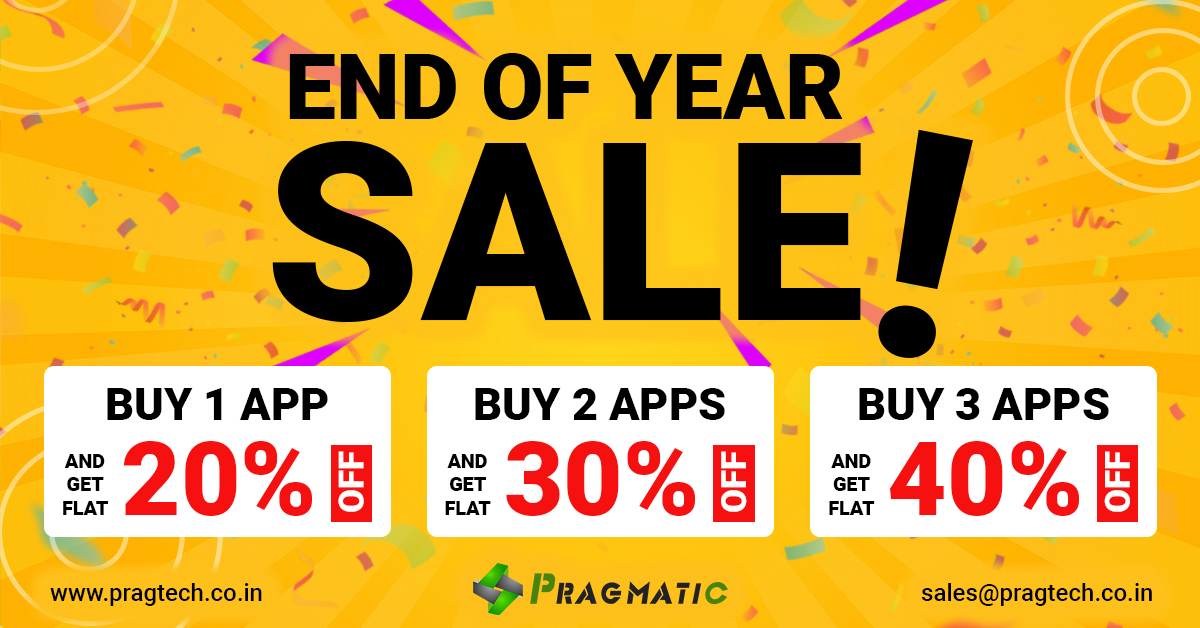 END OF YEAR
SALE!
BUY 1 APP
AND
GET
FLAT
20%
OFF
BUY 2 APPS
AND
GET
FLAT
30%
OFF
BUY 3 APPS
AND
GET
FLAT
40%
OFF
www.pragtech.co.in
PRAGMATIC
sales@pragtech.co.in